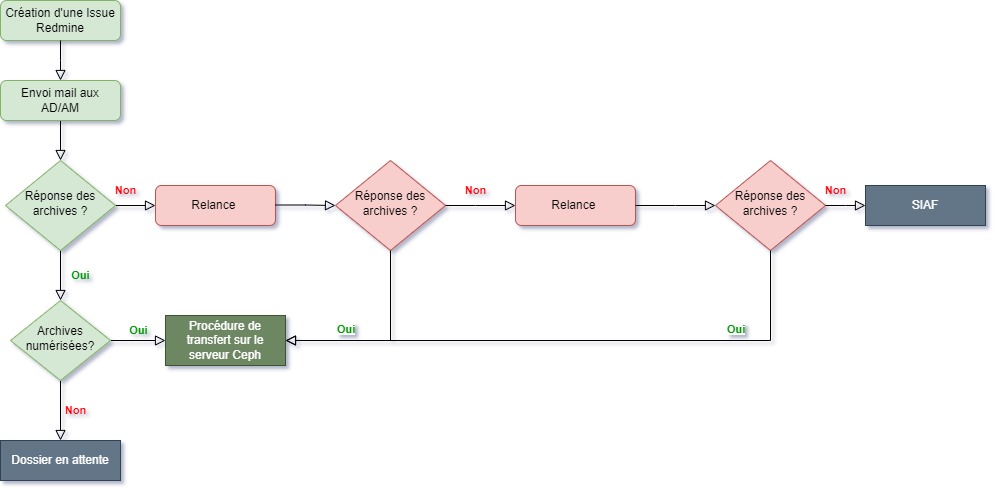 Création d'une Issue
Redmine
Envoi mail aux
AD/AM
Réponse des
archives ?
Non
Relance
Réponse des
archives ?
Non
Relance
Réponse des
archives ?
Non
SIAF
Oui
Archives
numérisées?
Oui
Procédure de
transfert sur le
serveur Ceph
Oui
Oui
Non
Dossier en attente